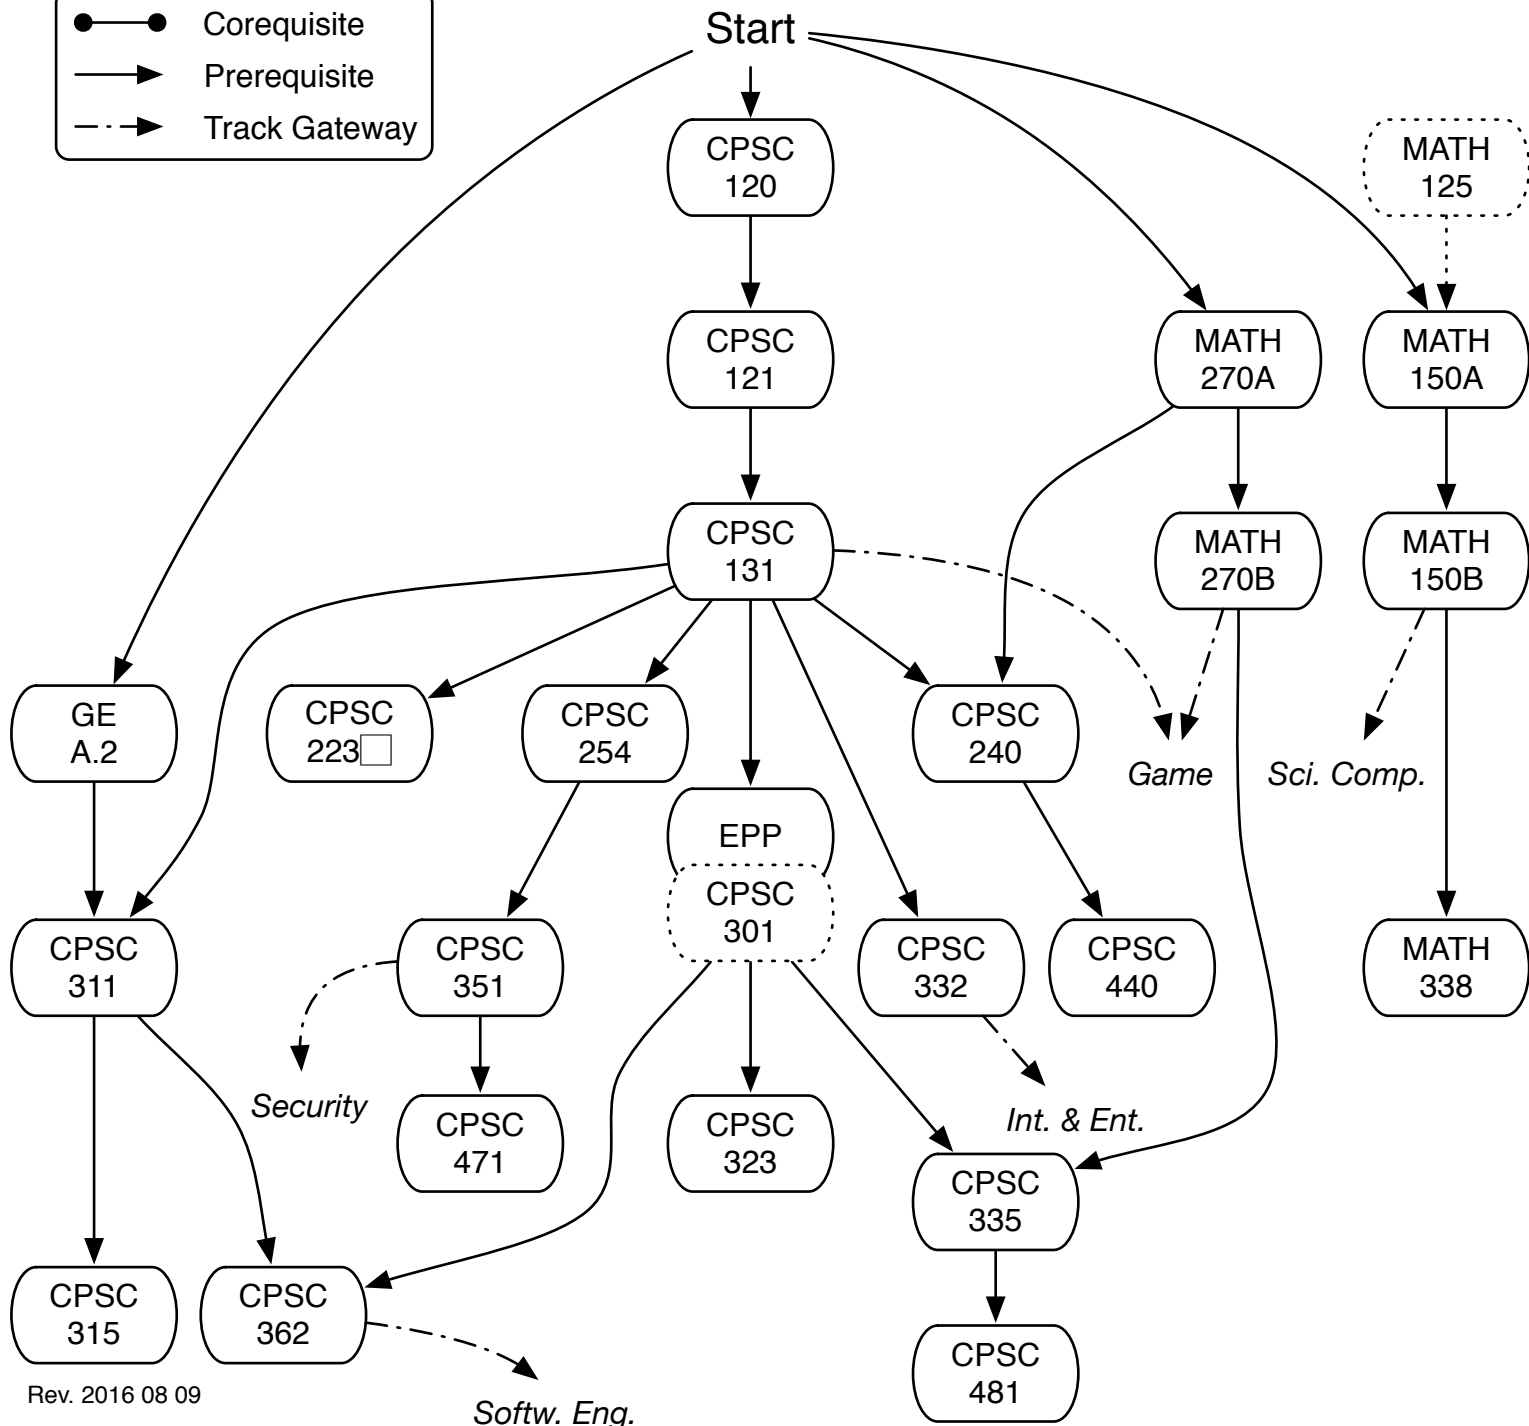 Corequisite
Prerequisite
Track Gateway
Start
CPSC
120
MATH
125
CPSC
121
MATH
270A
MATH
150A
CPSC
131
MATH
270B
MATH
150B
GE
A.2
CPSC
223
CPSC
254
CPSC
240
Game
Sci. Comp.
EPP
CPSC
301
CPSC
311
CPSC
351
CPSC
332
CPSC
440
MATH
338
Security
CPSC
471
CPSC
323
Int. & Ent.
CPSC
335
CPSC
315
CPSC
362
CPSC
481
Rev. 2016 08 09
Softw. Eng.